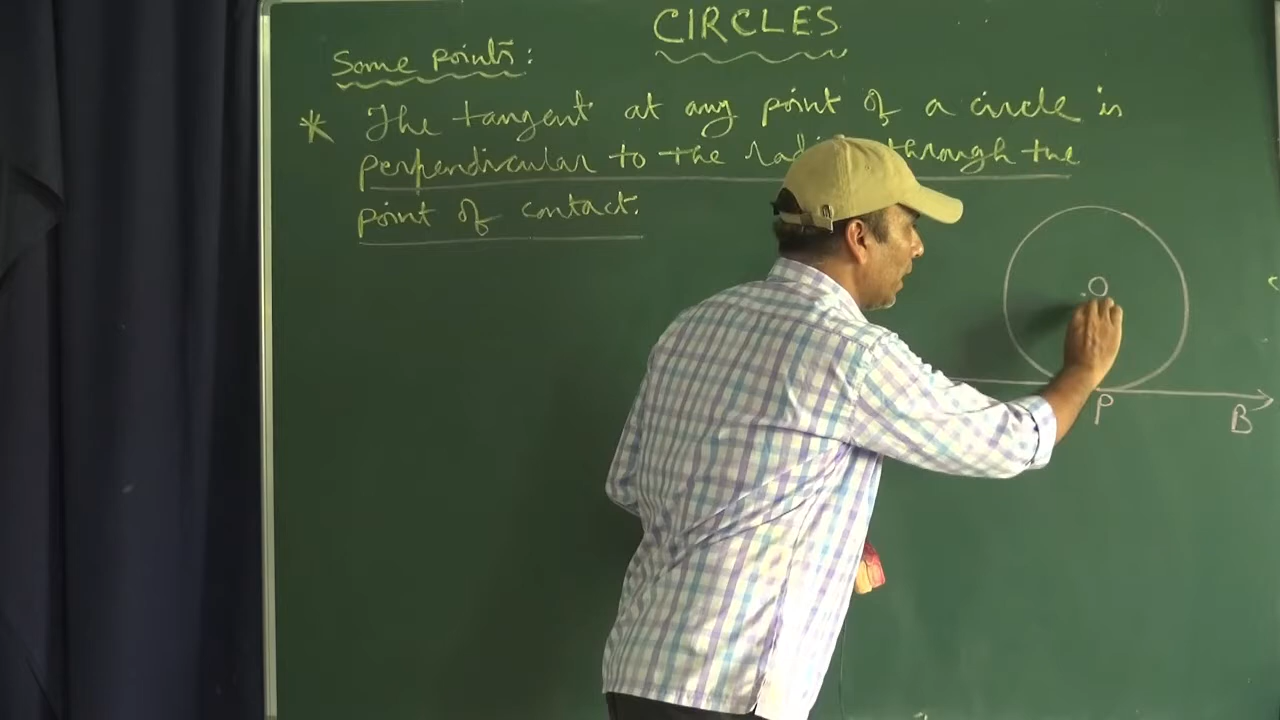 CIRCLES
Some points:
* The tangent at any point of a circle is
perpendicular to the through the
point of contact.
O
P
B